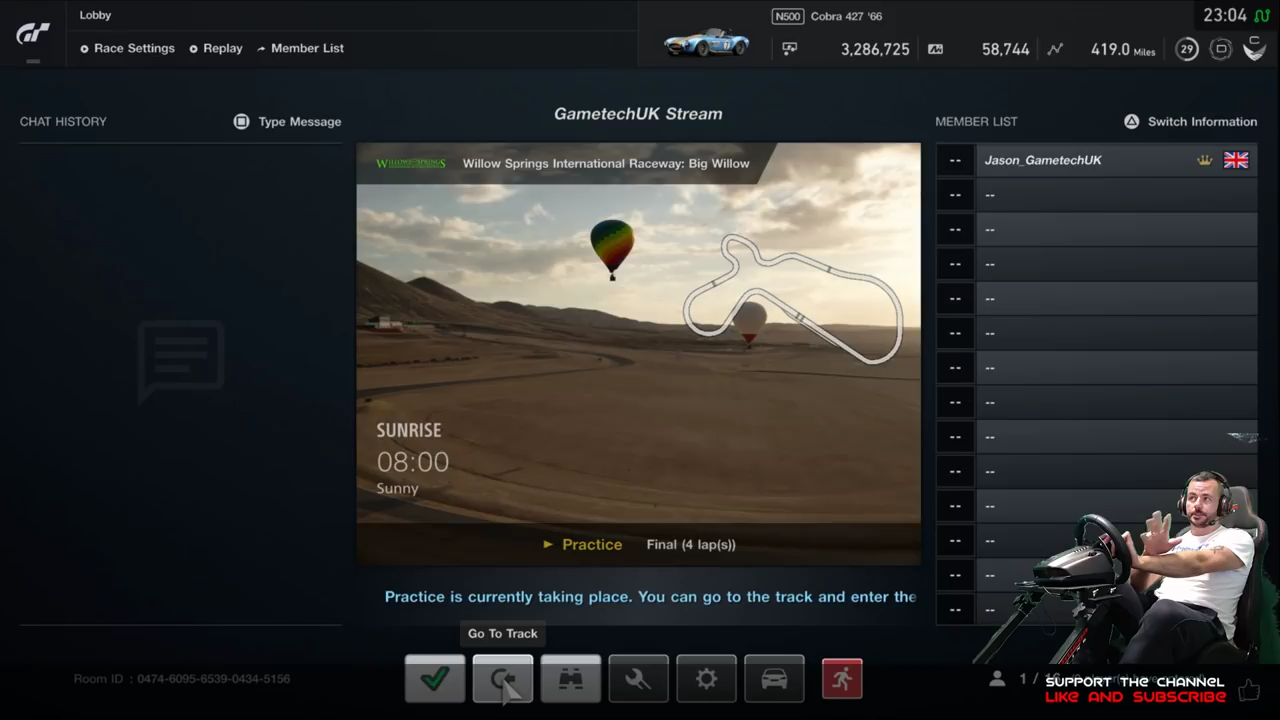 Lobby
Race Settings
Replay
Member List
N500 Cobra 427 '66
3,286,725
58,744
419.0 Miles
29
C
23:04
CHAT HISTORY
Type Message
GametechUK Stream
MEMBER LIST
Switch Information
WILLOW SPRINGS
Willow Springs International Raceway: Big Willow
-- Jason_GametechUK
-- --
-- --
-- --
-- --
-- --
-- --
-- --
-- --
-- --
--
--
--
--
SUNRISE
08:00
Sunny
Practice
Final (4 lap(s))
Practice is currently taking place. You can go to the track and enter the
Go To Track
Room ID : 0474-6095-6539-0434-5156
1 /
SUPPORT THE CHANNEL
LIKE AND SUBSCRIBE